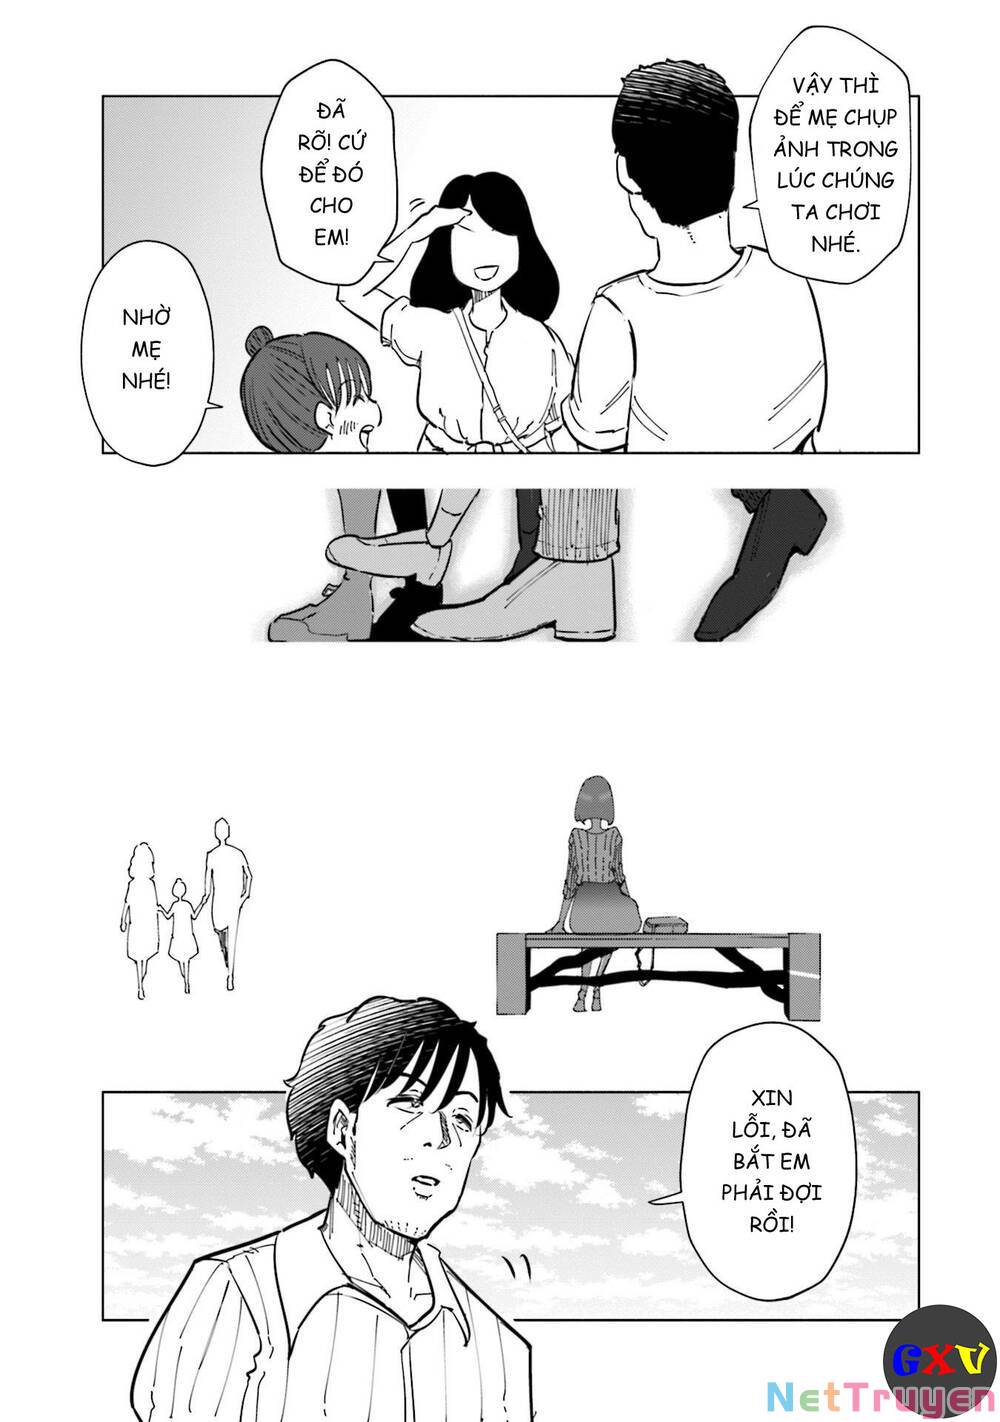 VẬY THÌ
ĐỂ MẸ CHỤP
ẢNH TRONG
LÚC CHÚNG
TA CHƠI
NHÉ.
ĐÃ
RÕ! CỨ
ĐỂ ĐÓ
CHO
EM!
NHỜ
MẸ
NHÉ!
XIN
LỖI, ĐÃ
BẮT EM
PHẢI ĐỢI
RỒI!
GXV
NetTruyen